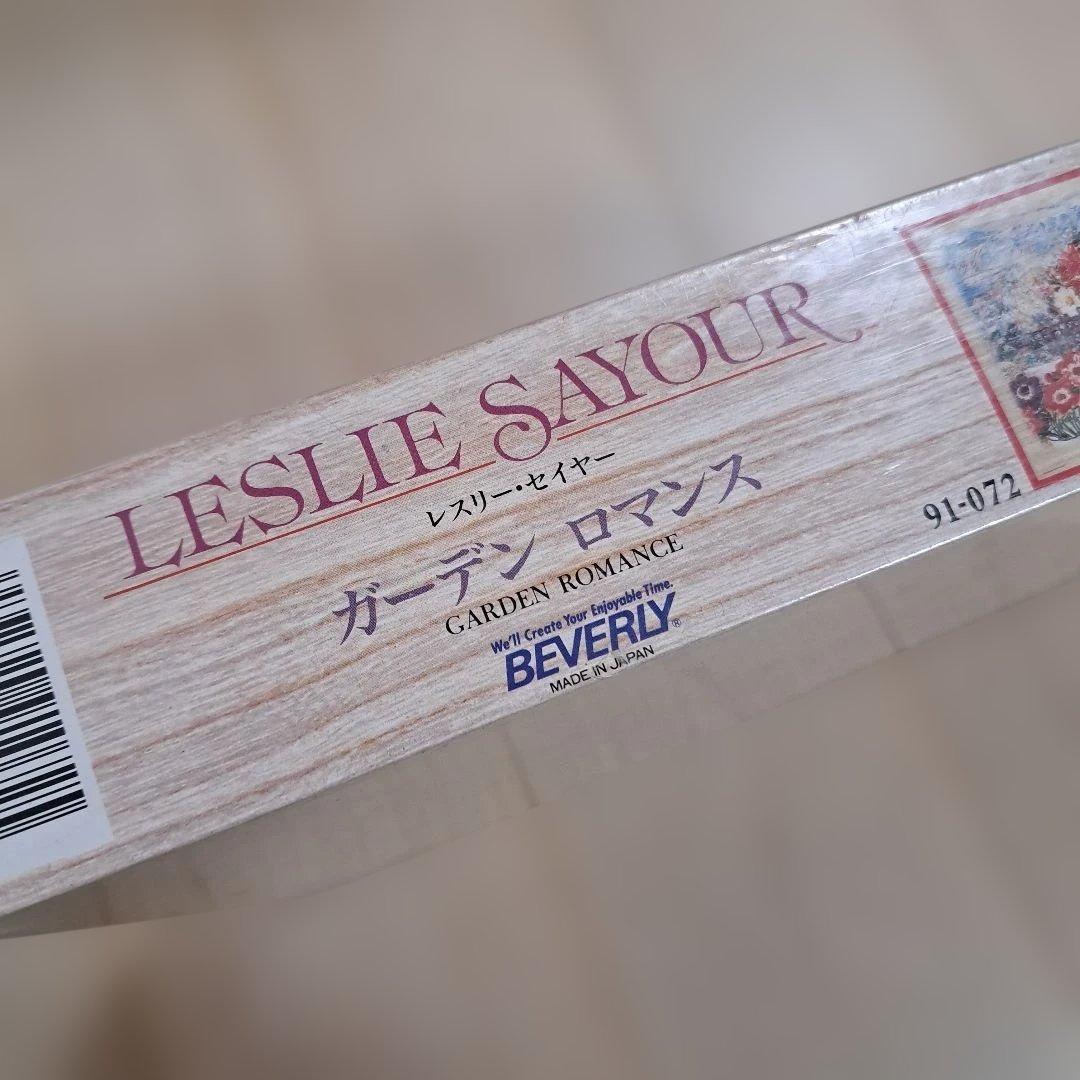 LESLIE SAYOUR
レスリー・セイヤー
ガーデン ロマンス
GARDEN ROMANCE
We'll Create Your Enjoyable Time.
BEVERLY®
MADE IN JAPAN
91-072